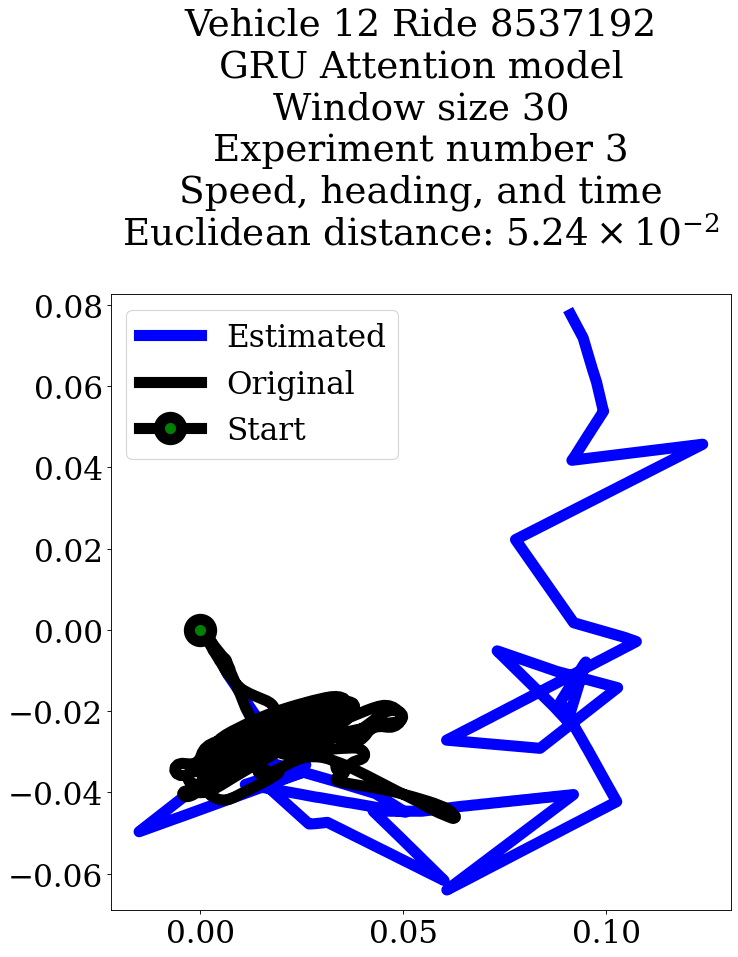 Vehicle 12 Ride 8537192
GRU Attention model
Window size 30
Experiment number 3
Speed, heading, and time
Euclidean distance: 5.24 × 10⁻²
0.08
Estimated
0.06
Original
Start
0.04
0.02
0.00
−0.02
−0.04
−0.06
0.00 0.05 0.10